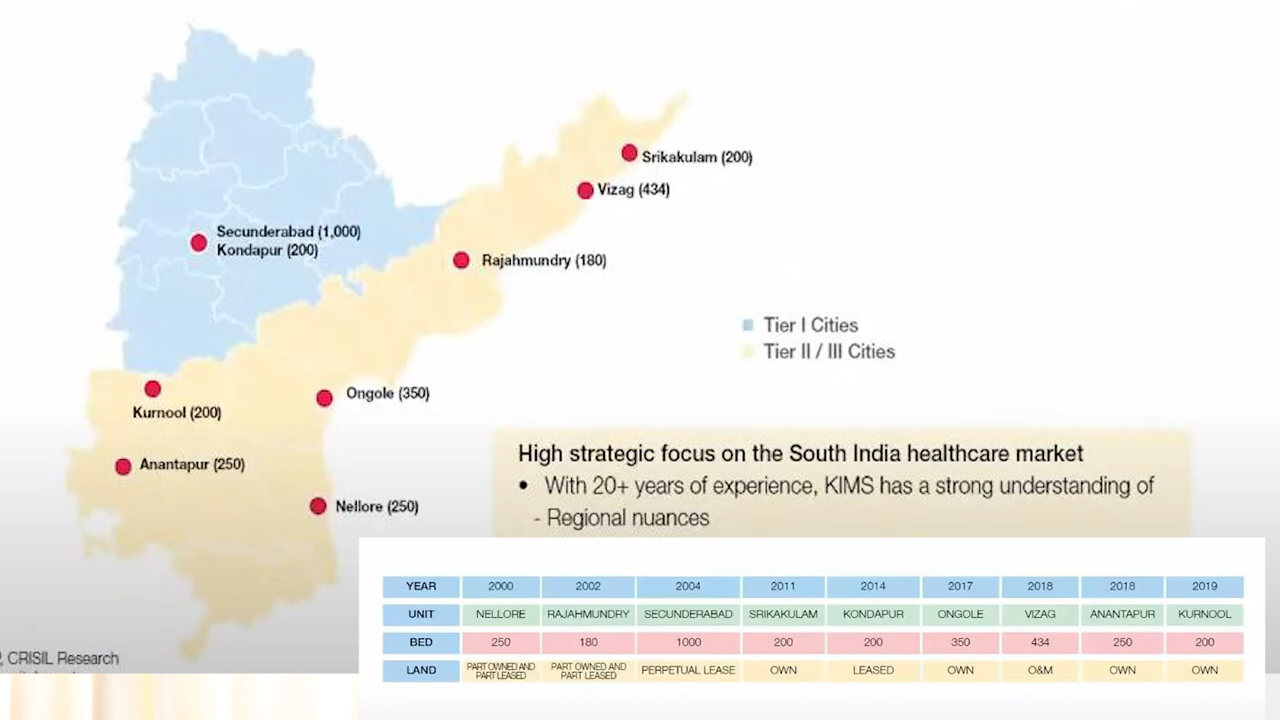 Srikakulam (200)
Vizag (434)
Secunderabad (1,000)
Kondapur (200)
Rajahmundry (180)
Tier I Cities
Tier II / III Cities
Ongole (350)
Kurnool (200)
Anantapur (250)
Nellore (250)
High strategic focus on the South India healthcare market
• With 20+ years of experience, KIMS has a strong understanding of
- Regional nuances
YEAR 2000 2002 2004 2011 2014 2017 2018 2018 2019
UNIT NELLORE RAJAHMUNDRY SECUNDERABAD SRIKAKULAM KONDAPUR ONGOLE VIZAG ANANTAPUR KURNOOL
BED 250 180 1000 200 200 350 434 250 200
LAND PART OWNED AND PART LEASED PART OWNED AND PART LEASED PERPETUAL LEASE OWN LEASED OWN O&M OWN OWN
CRISIL Research